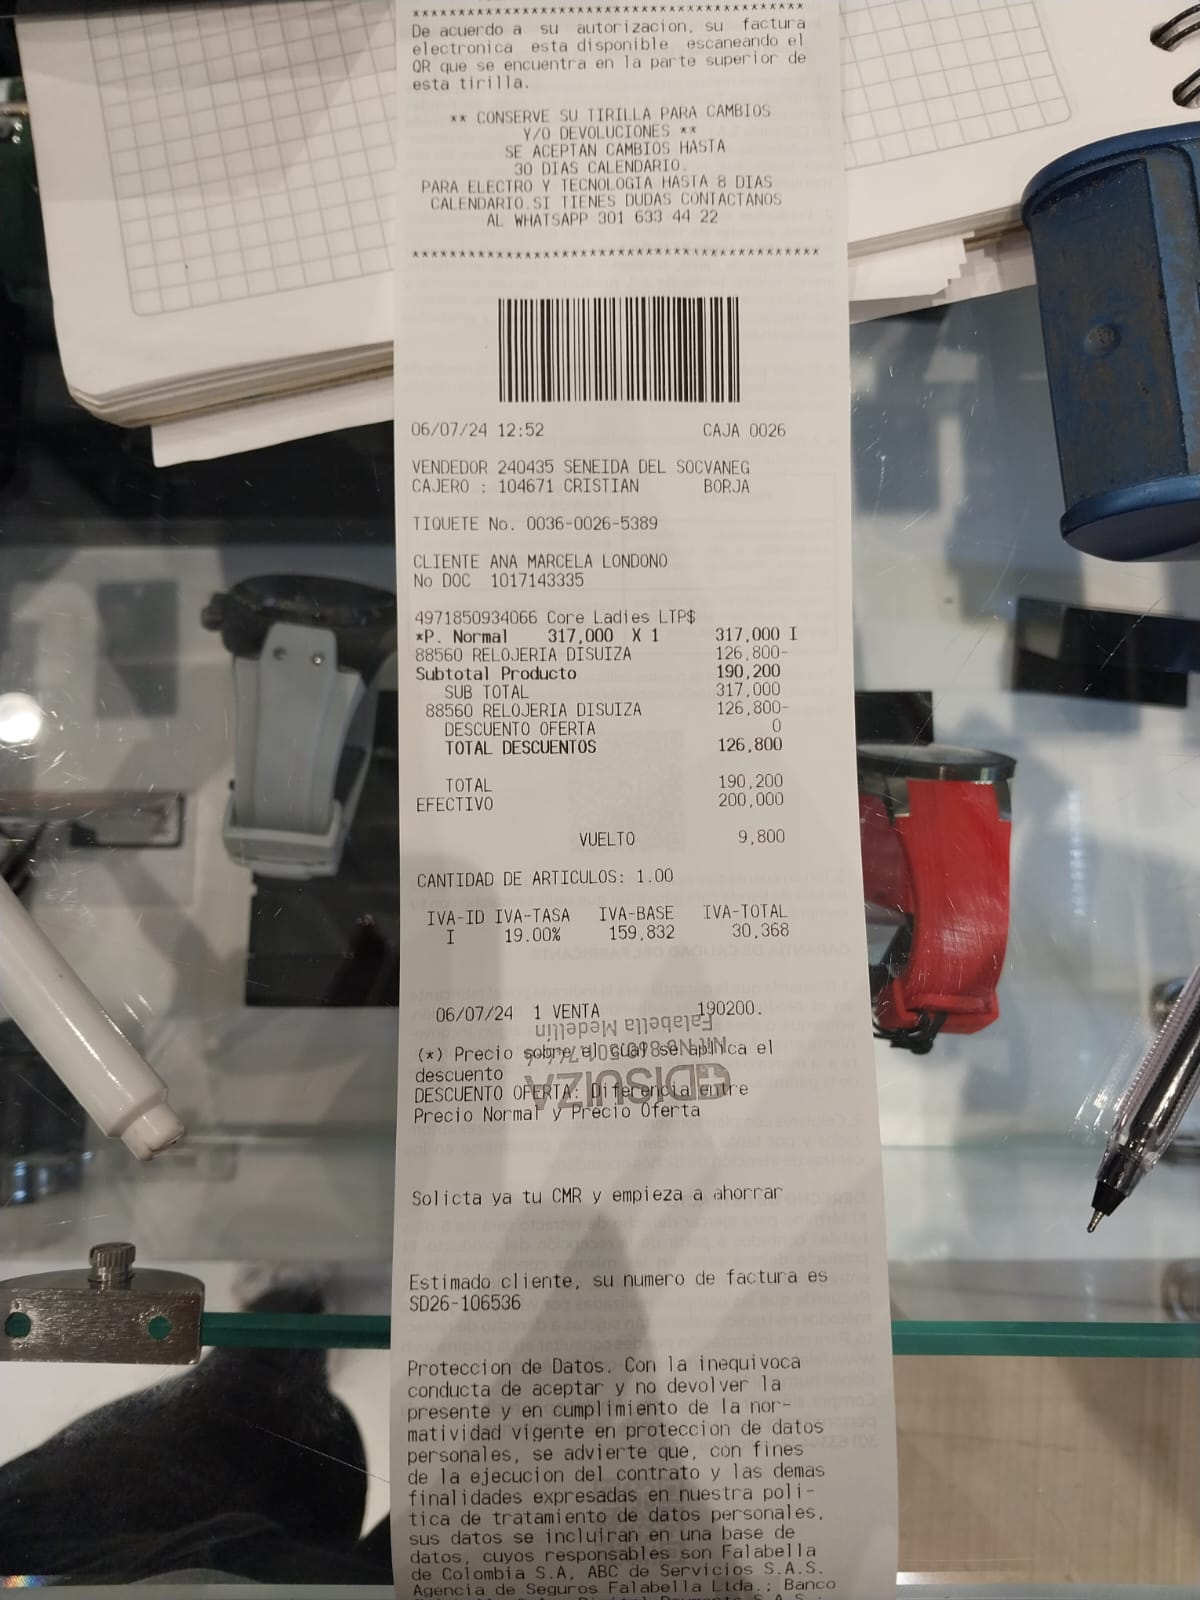 De acuerdo a su autorizacion, su factura
electronica esta disponible escaneando el
QR que se encuentra en la parte superior de
esta tirilla.
** CONSERVE SU TIRILLA PARA CAMBIOS
Y/O DEVOLUCIONES **
SE ACEPTAN CAMBIOS HASTA
30 DIAS CALENDARIO.
PARA ELECTRO Y TECNOLOGIA HASTA 8 DIAS
CALENDARIO.SI TIENES DUDAS CONTACTANOS
AL WHATSAPP 301 633 44 22
06/07/24 12:52 CAJA 0026
VENDEDOR 240435 SENEIDA DEL SOCVANEG
CAJERO : 104671 CRISTIAN BORJA
TIQUETE No. 0036-0026-5389
CLIENTE ANA MARCELA LONDONO
No DOC 1017143335
4971850934066 Core Ladies LTP$
*P. Normal 317,000 X 1 317,000 I
88560 RELOJERIA DISUIZA 126,800-
Subtotal Producto 190,200
SUB TOTAL 317,000
88560 RELOJERIA DISUIZA 126,800-
DESCUENTO OFERTA 0
TOTAL DESCUENTOS 126,800
TOTAL 190,200
EFECTIVO 200,000
VUELTO 9,800
CANTIDAD DE ARTICULOS: 1.00
IVA-ID IVA-TASA IVA-BASE IVA-TOTAL
I 19.00% 159,832 30,368
06/07/24 1 VENTA 190200.
Falabella Medellín
(*) Precio sobre el cual se aplica el
descuento
DISUIZA
DESCUENTO OFERTA: Diferencia entre
Precio Normal y Precio Oferta
Solicta ya tu CMR y empieza a ahorrar
Estimado cliente, su numero de factura es
SD26-106536
Proteccion de Datos. Con la inequivoca
conducta de aceptar y no devolver la
presente y en cumplimiento de la nor-
matividad vigente en proteccion de datos
personales, se advierte que, con fines
de la ejecucion del contrato y las demas
finalidades expresadas en nuestra poli-
tica de tratamiento de datos personales,
sus datos se incluiran en una base de
datos, cuyos responsables son Falabella
de Colombia S.A, ABC de Servicios S.A.S.
Agencia de Seguros Falabella Ltda.; Banco